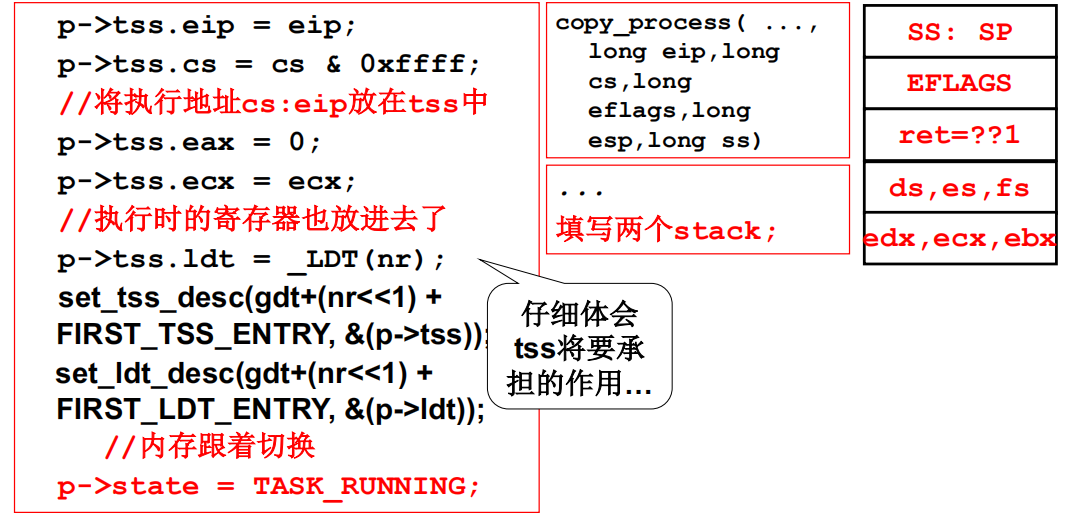 p->tss.eip = eip;
p->tss.cs = cs & 0xffff;
//将执行地址cs:eip放在tss中
p->tss.eax = 0;
p->tss.ecx = ecx;
//执行时的寄存器也放进去了
p->tss.ldt = _LDT(nr);
set_tss_desc(gdt+(nr<<1) +
FIRST_TSS_ENTRY, &(p->tss));
set_ldt_desc(gdt+(nr<<1) +
FIRST_LDT_ENTRY, &(p->ldt));
//内存跟着切换
p->state = TASK_RUNNING;
copy_process( ...,
long eip,long
cs,long
eflags,long
esp,long ss)
...
填写两个stack;
仔细体会
tss将要承
担的作用...
SS: SP
EFLAGS
ret=??1
ds,es,fs
edx,ecx,ebx